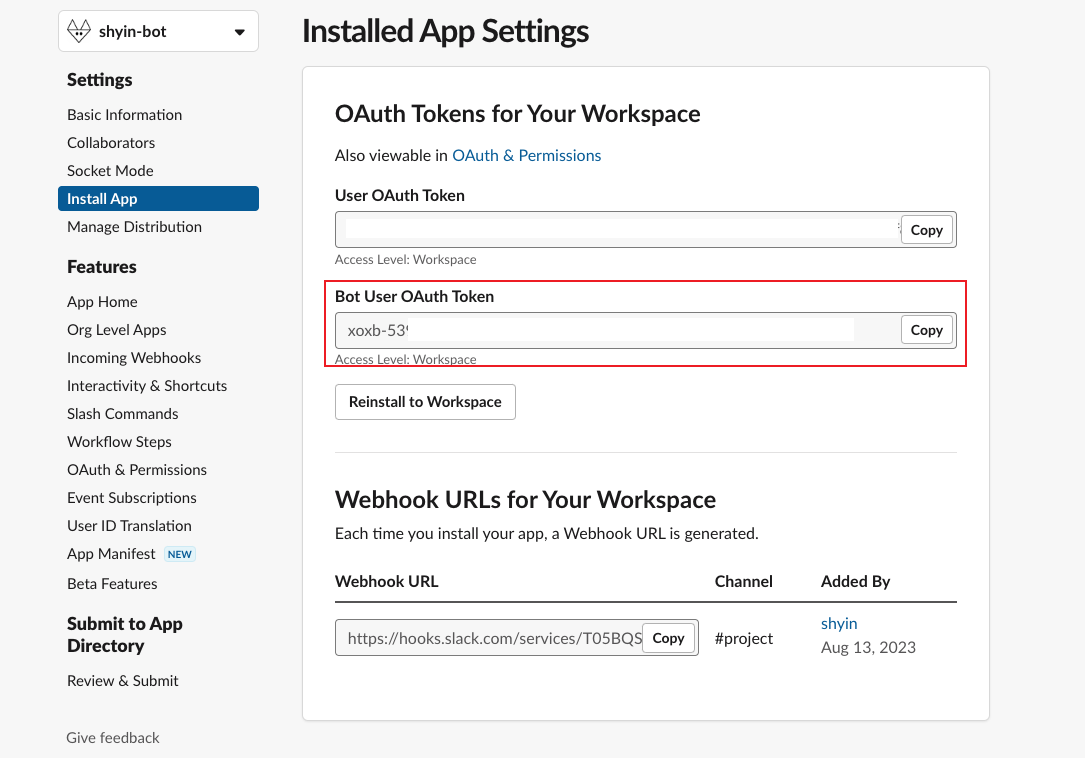 shyin-bot
Settings
Basic Information
Collaborators
Socket Mode
Install App
Manage Distribution
Features
App Home
Org Level Apps
Incoming Webhooks
Interactivity & Shortcuts
Slash Commands
Workflow Steps
OAuth & Permissions
Event Subscriptions
User ID Translation
App Manifest NEW
Beta Features
Submit to App
Directory
Review & Submit
Give feedback
Installed App Settings
OAuth Tokens for Your Workspace
Also viewable in OAuth & Permissions
User OAuth Token
Copy
Access Level: Workspace
Bot User OAuth Token
xoxb-53 Copy
Access Level: Workspace
Reinstall to Workspace
Webhook URLs for Your Workspace
Each time you install your app, a Webhook URL is generated.
Webhook URL Channel Added By
https://hooks.slack.com/services/T05BQS Copy #project shyin
Aug 13, 2023